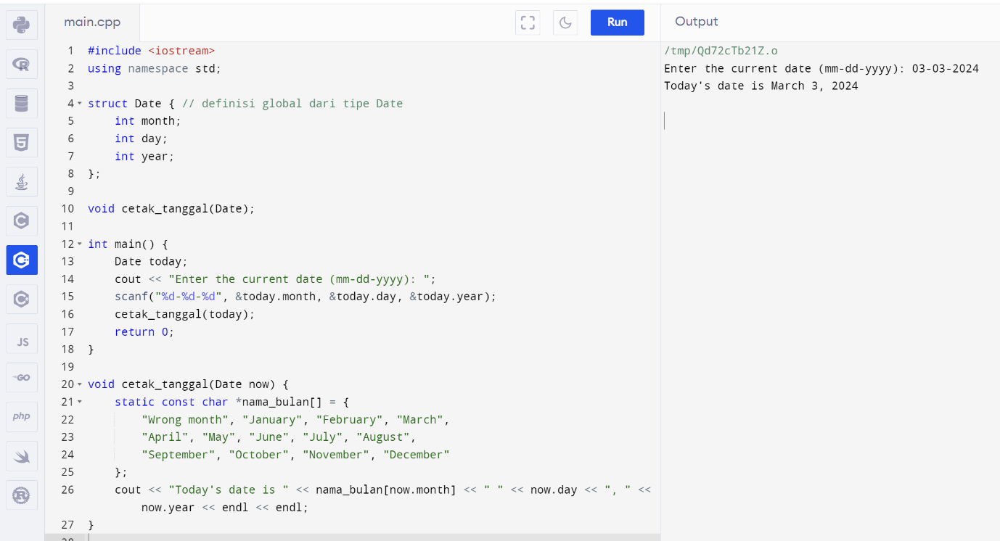 main.cpp
Run
Output
1 #include <iostream>
2 using namespace std;
3
4 struct Date { // definisi global dari tipe Date
5     int month;
6     int day;
7     int year;
8 };
9
10 void cetak_tanggal(Date);
11
12 int main() {
13     Date today;
14     cout << "Enter the current date (mm-dd-yyyy): ";
15     scanf("%d-%d-%d", &today.month, &today.day, &today.year);
16     cetak_tanggal(today);
17     return 0;
18 }
19
20 void cetak_tanggal(Date now) {
21     static const char *nama_bulan[] = {
22         "Wrong month", "January", "February", "March",
23         "April", "May", "June", "July", "August",
24         "September", "October", "November", "December"
25     };
26     cout << "Today's date is " << nama_bulan[now.month] << " " << now.day << ", " <<
        now.year << endl << endl;
27 }
28
/tmp/Qd72cTb21Z.o
Enter the current date (mm-dd-yyyy): 03-03-2024
Today's date is March 3, 2024
R
5
C
C
C
JS
GO
php
R